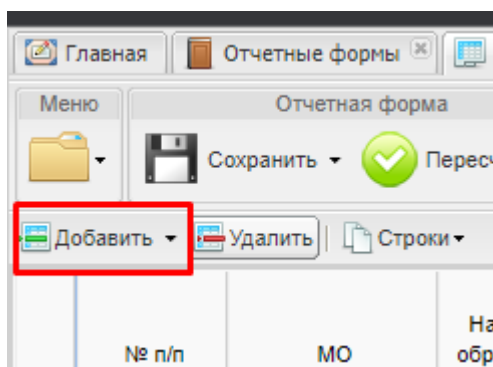 Главная Отчетные формы
Меню Отчетная форма
Сохранить
Добавить Удалить Строки
№ п/п МО